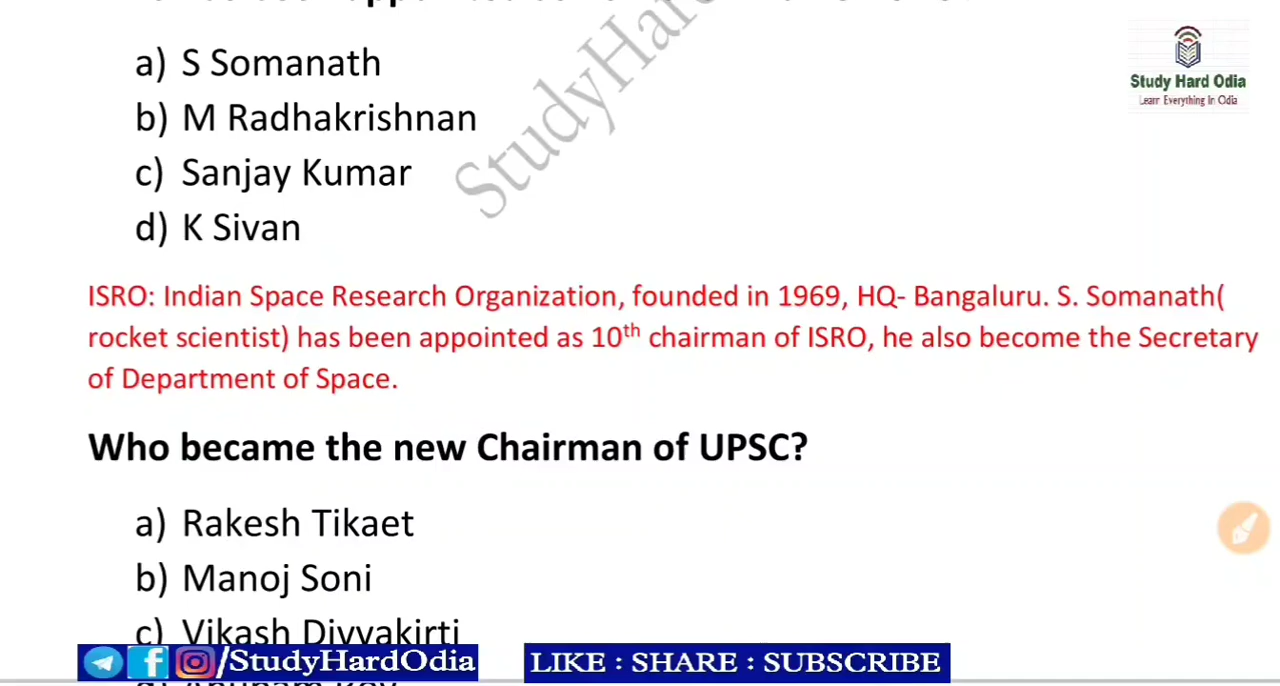 a) S Somanath
b) M Radhakrishnan
c) Sanjay Kumar
d) K Sivan
StudyHar
Study Hard Odia
Learn Everything In Odia
ISRO: Indian Space Research Organization, founded in 1969, HQ- Bangaluru. S. Somanath(
rocket scientist) has been appointed as 10th chairman of ISRO, he also become the Secretary
of Department of Space.
Who became the new Chairman of UPSC?
a) Rakesh Tikaet
b) Manoj Soni
c) Vikash Divyakirti
/StudyHardOdia
LIKE : SHARE : SUBSCRIBE